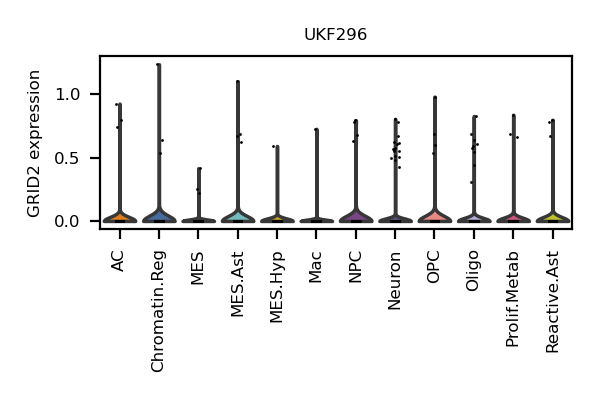 UKF296
GRID2 expression
1.0
0.5
0.0
AC
Chromatin.Reg
MES
MES.Ast
MES.Hyp
Mac
NPC
Neuron
OPC
Oligo
Prolif.Metab
Reactive.Ast